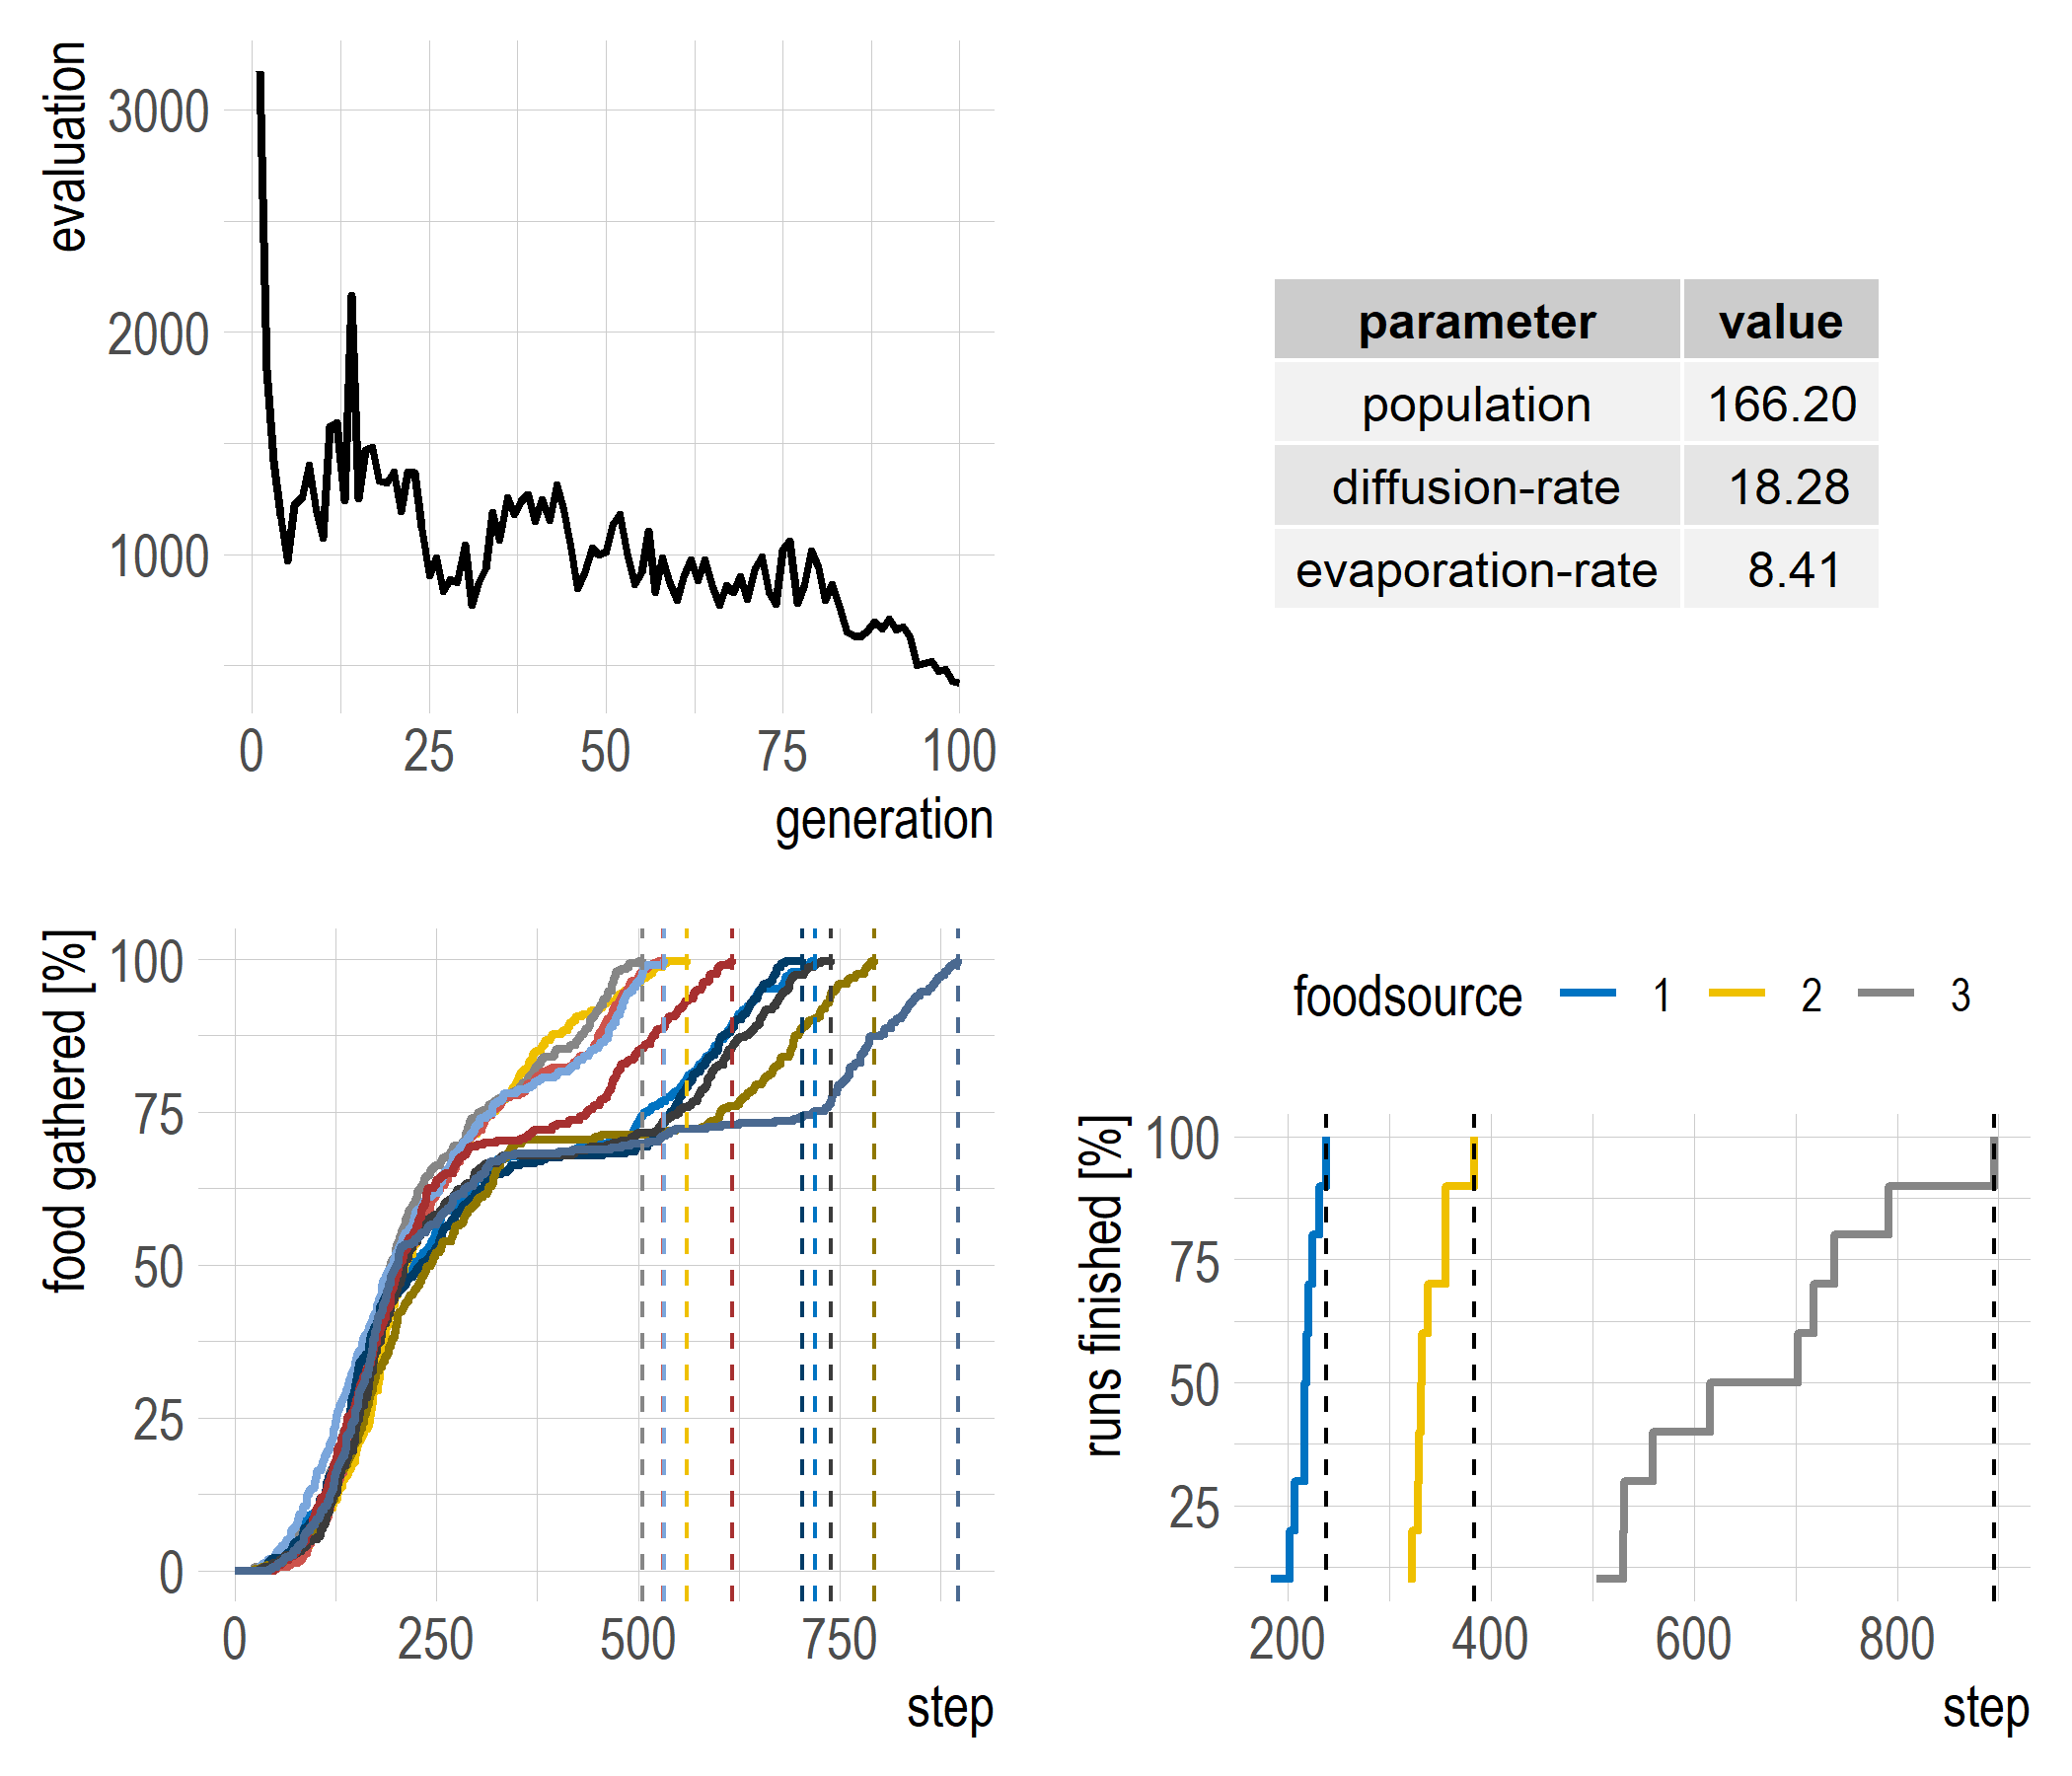 evaluation
3000
2000
1000
0 25 50 75 100
generation
parameter value
population 166.20
diffusion-rate 18.28
evaporation-rate 8.41
food gathered [%]
100
75
50
25
0
0 250 500 750
step
foodsource 1 2 3
runs finished [%]
100
75
50
25
200 400 600 800
step